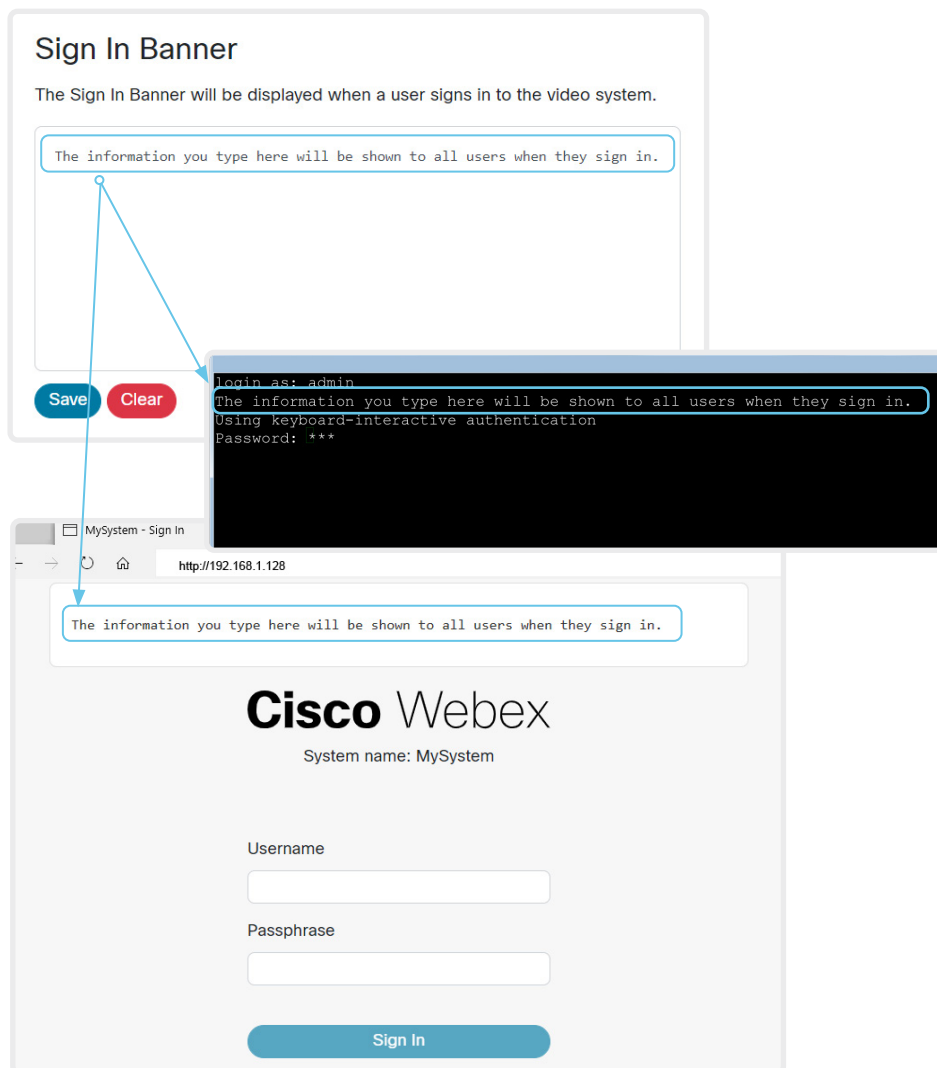 Sign In Banner
The Sign In Banner will be displayed when a user signs in to the video system.
The information you type here will be shown to all users when they sign in.
Save Clear
login as: admin
The information you type here will be shown to all users when they sign in.
Using keyboard-interactive authentication
Password: ***
MySystem - Sign In
http://192.168.1.128
The information you type here will be shown to all users when they sign in.
Cisco Webex
System name: MySystem
Username
Passphrase
Sign In